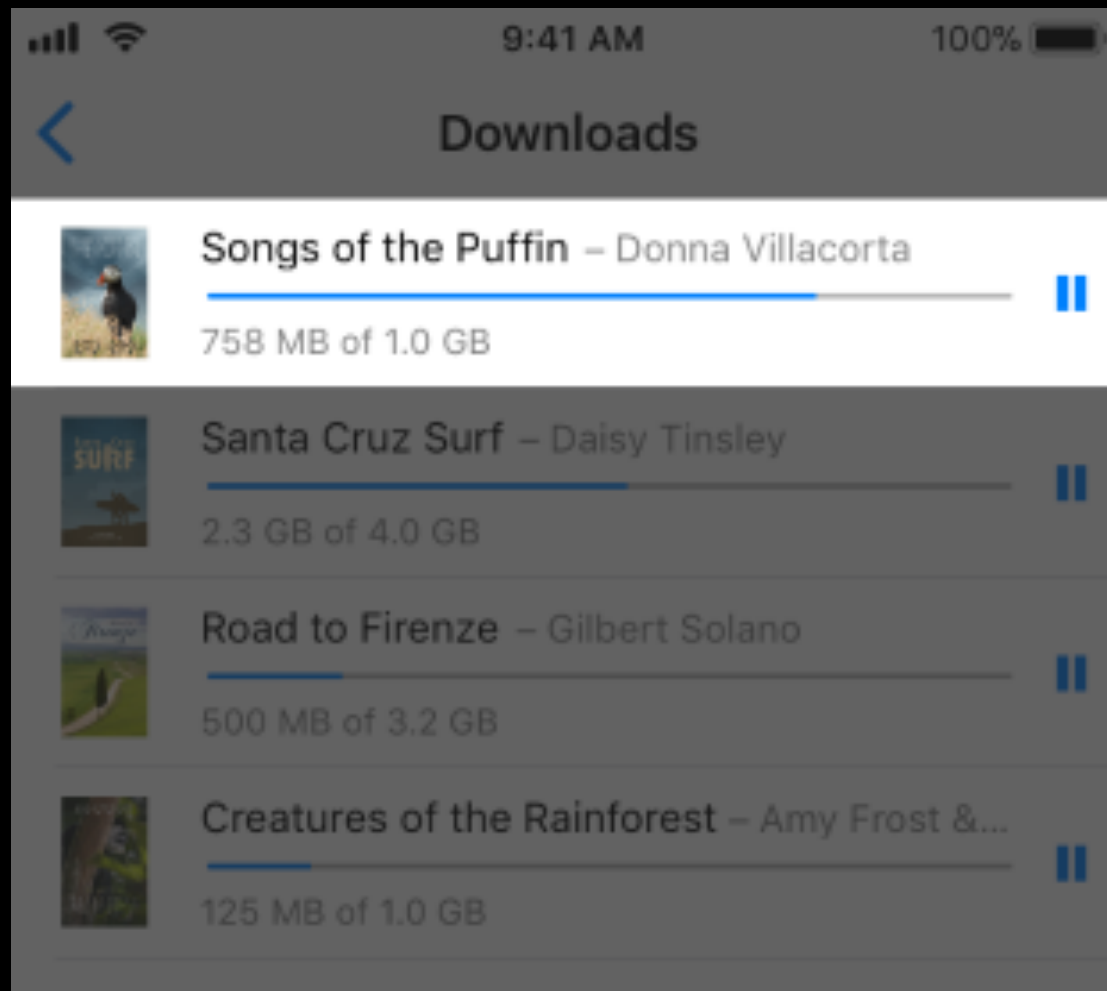 9:41 AM 100%
Downloads
Songs of the Puffin – Donna Villacorta
758 MB of 1.0 GB
SURF
Santa Cruz Surf – Daisy Tinsley
2.3 GB of 4.0 GB
Firenze
Road to Firenze – Gilbert Solano
500 MB of 3.2 GB
Creatures of the Rainforest – Amy Frost &...
125 MB of 1.0 GB